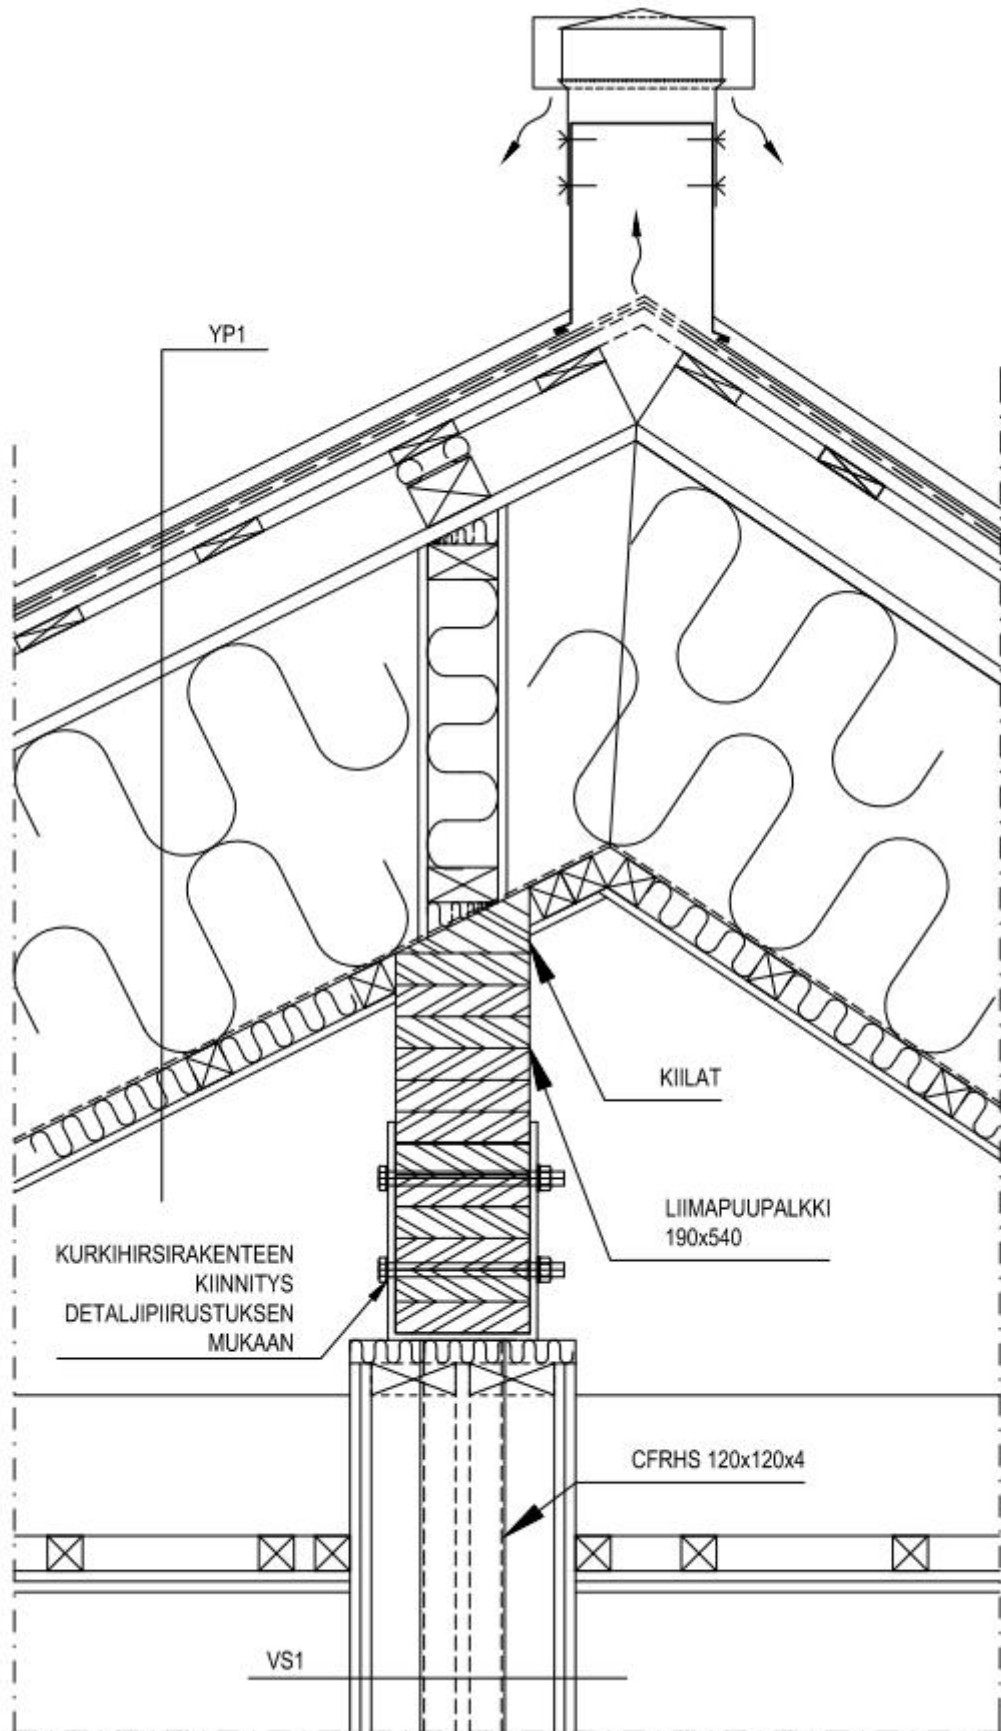 YP1
KIILAT
LIIMAPUUPALKKI
190x540
KURKIHIRSIRAKENTEEN
KIINNITYS
DETALJIPIIRUSTUKSEN
MUKAAN
CFRHS 120x120x4
VS1